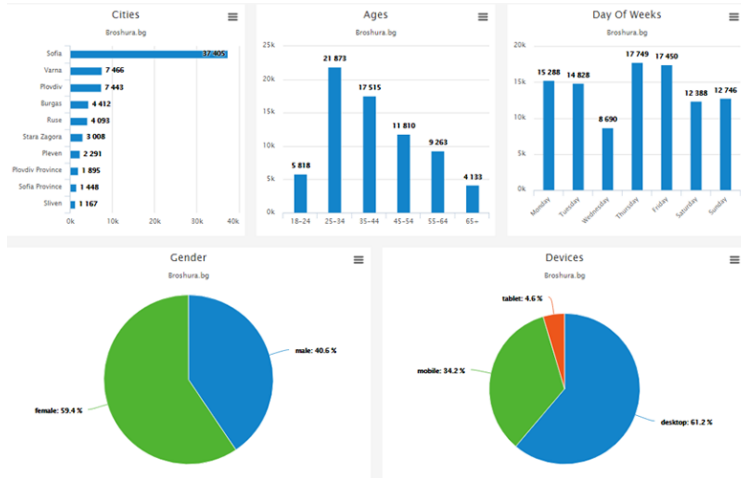 Cities
Broshura.bg
Sofia 37 405
Varna 7 466
Plovdiv 7 443
Burgas 4 412
Ruse 4 093
Stara Zagora 3 008
Pleven 2 291
Plovdiv Province 1 895
Sofia Province 1 448
Sliven 1 167
0k 10k 20k 30k 40k
Ages
Broshura.bg
25k
20k
15k
10k
5k
0k
5 818 21 873 17 515 11 810 9 263 4 133
18-24 25-34 35-44 45-54 55-64 65+
Day Of Weeks
Broshura.bg
20k
15k
10k
5k
0k
15 288 14 828 8 690 17 749 17 450 12 388 12 746
Monday Tuesday Wednesday Thursday Friday Saturday Sunday
Gender
Broshura.bg
male: 40.6 %
female: 59.4 %
Devices
Broshura.bg
tablet: 4.6 %
mobile: 34.2 %
desktop: 61.2 %